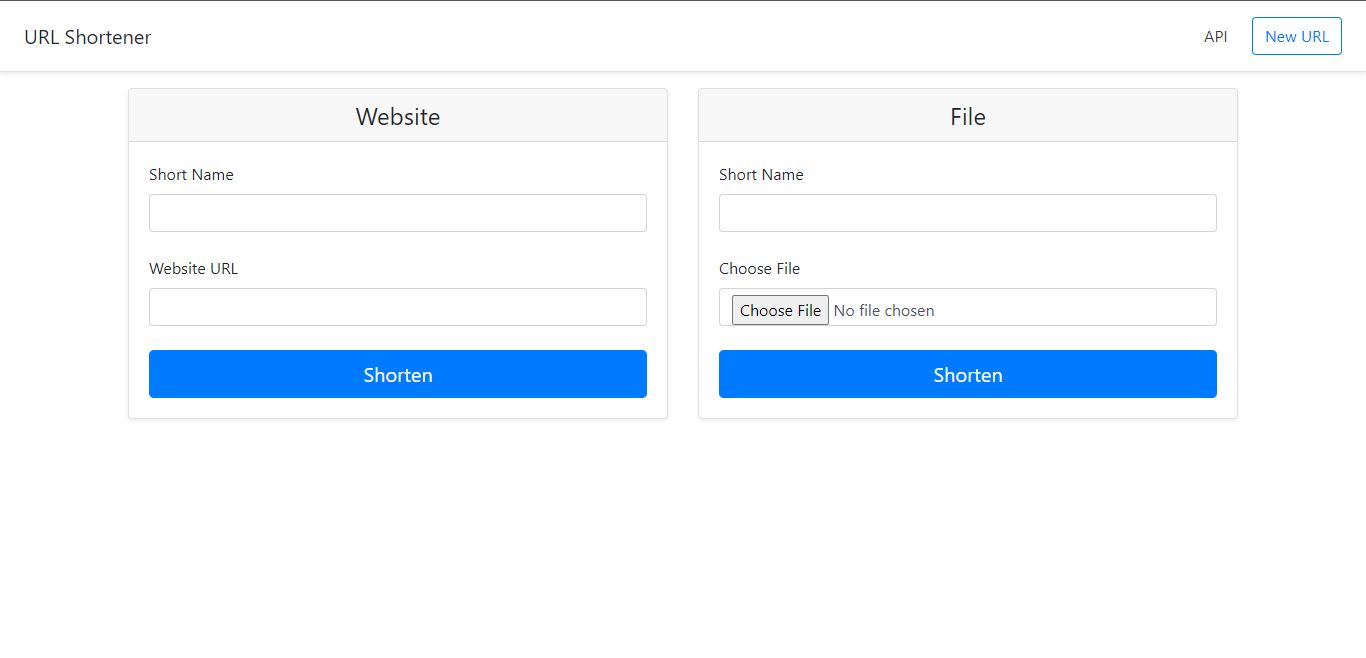 URL Shortener
API
New URL
Website
Short Name
Website URL
Shorten
File
Short Name
Choose File
Choose File No file chosen
Shorten